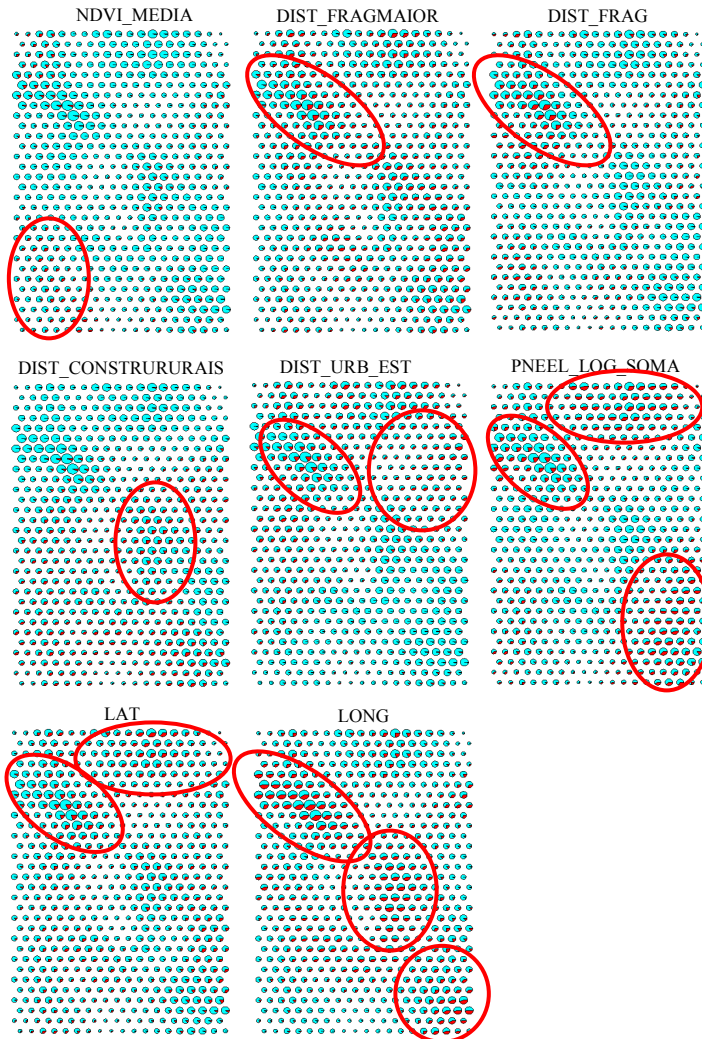 NDVI_MEDIA
DIST_FRAGMAIOR
DIST_FRAG
DIST_CONSTRURURAIS
DIST_URB_EST
PNEEL_LOG_SOMA
LAT
LONG